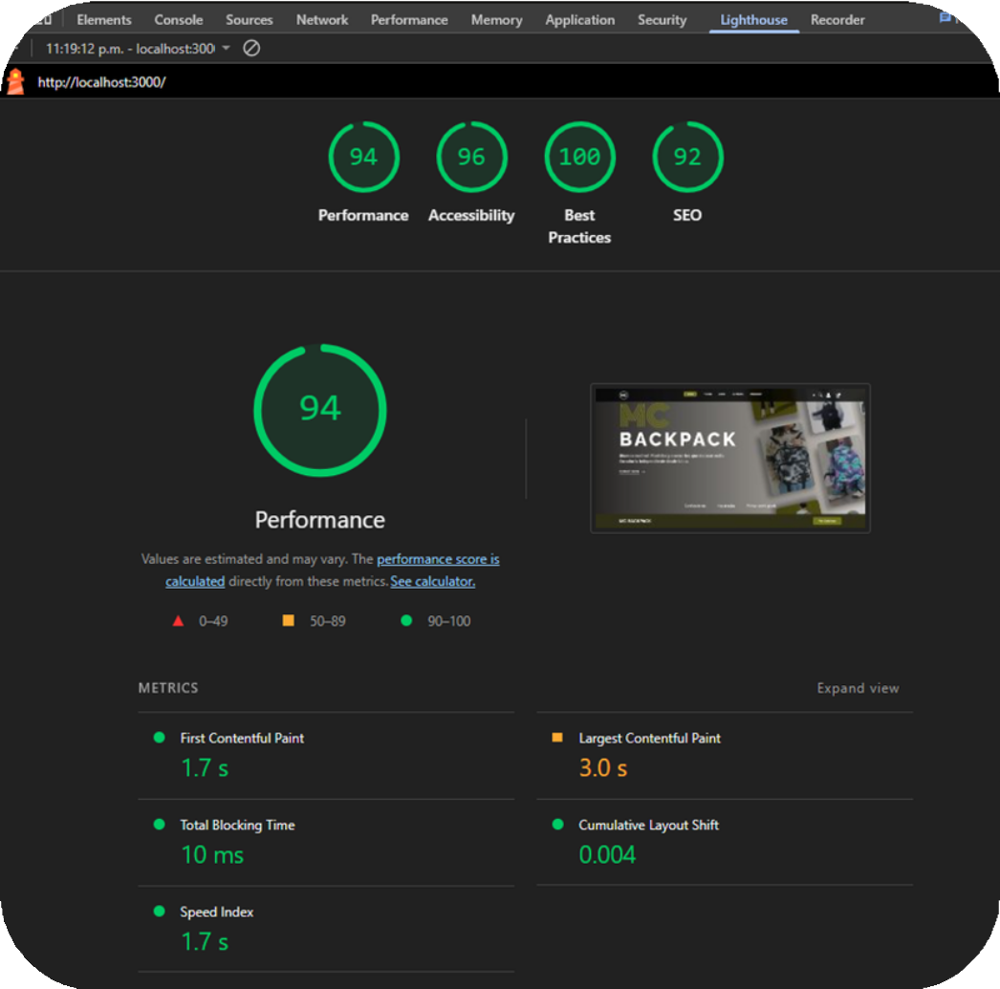 Elements Console Sources Network Performance Memory Application Security Lighthouse Recorder
11:19:12 p.m. - localhost:300
http://localhost:3000/
94 96 100 92
Performance Accessibility Best Practices SEO
94
Performance
Values are estimated and may vary. The performance score is
calculated directly from these metrics. See calculator.
0–49 50–89 90–100
MC
BACKPACK
MC BACKPACK
METRICS
Expand view
First Contentful Paint
1.7 s
Largest Contentful Paint
3.0 s
Total Blocking Time
10 ms
Cumulative Layout Shift
0.004
Speed Index
1.7 s